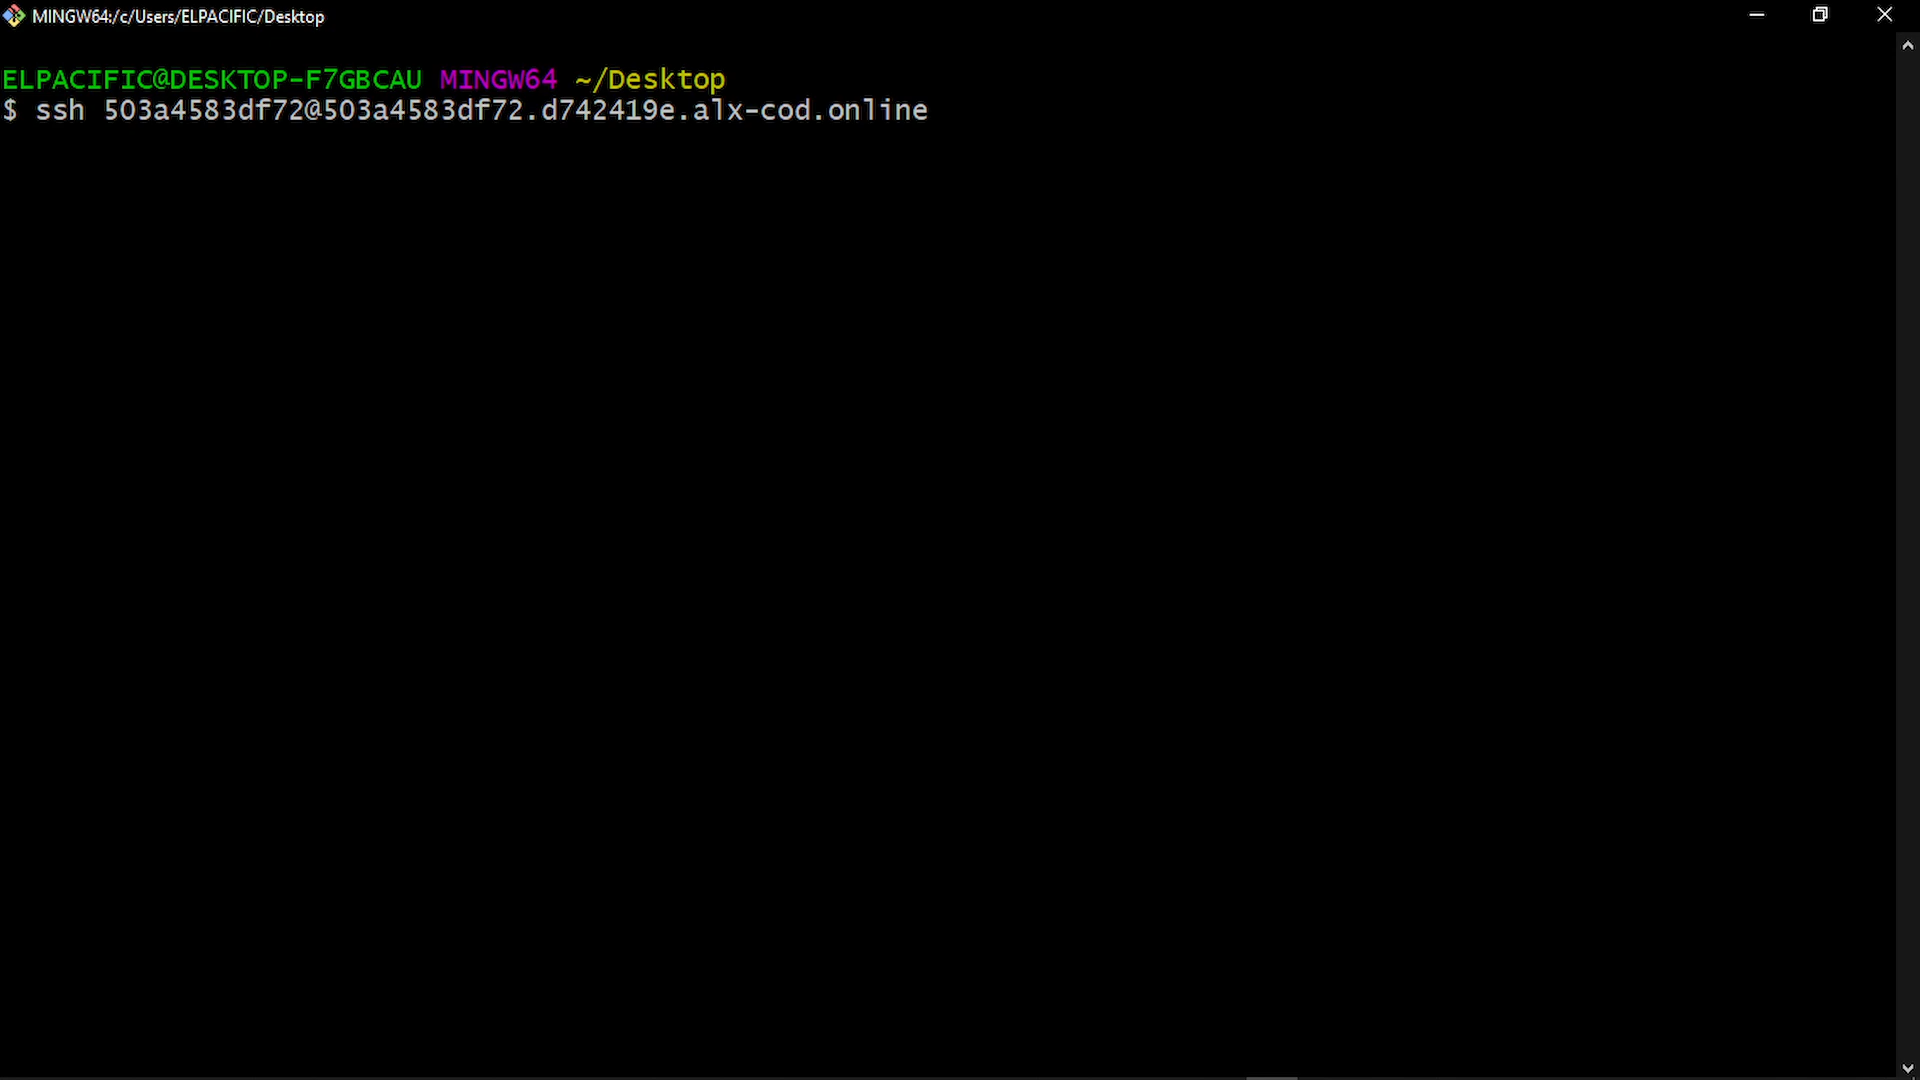 MINGW64:/c/Users/ELPACIFIC/Desktop
ELPACIFIC@DESKTOP-F7GBCAU MINGW64 ~/Desktop
$ ssh 503a4583df72@503a4583df72.d742419e.alx-cod.online